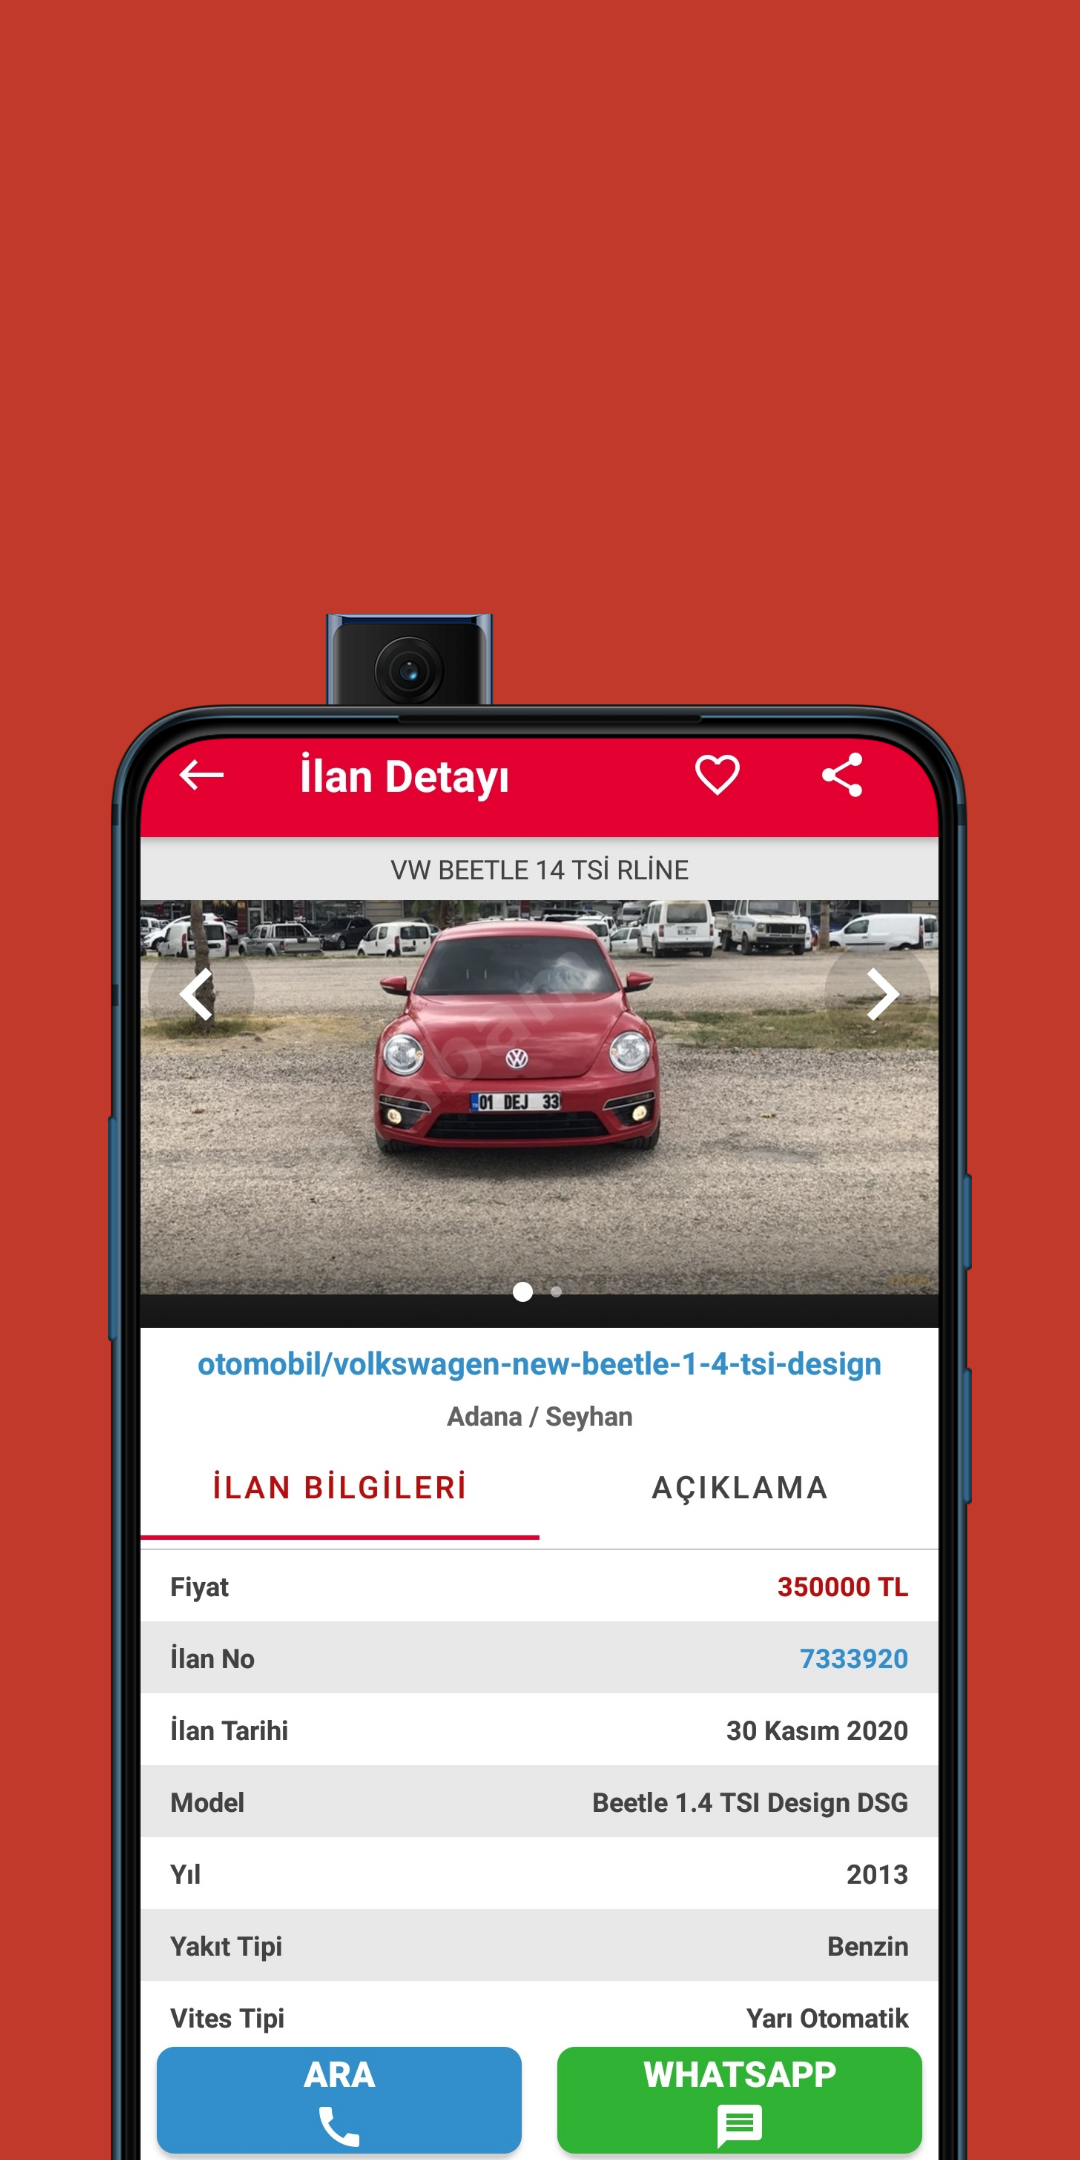 İlan Detayı
VW BEETLE 14 TSİ RLİNE
abam
01 DEJ 33
otomobil/volkswagen-new-beetle-1-4-tsi-design
Adana / Seyhan
İLAN BİLGİLERİ AÇIKLAMA
Fiyat 350000 TL
İlan No 7333920
İlan Tarihi 30 Kasım 2020
Model Beetle 1.4 TSI Design DSG
Yıl 2013
Yakıt Tipi Benzin
Vites Tipi Yarı Otomatik
ARA WHATSAPP